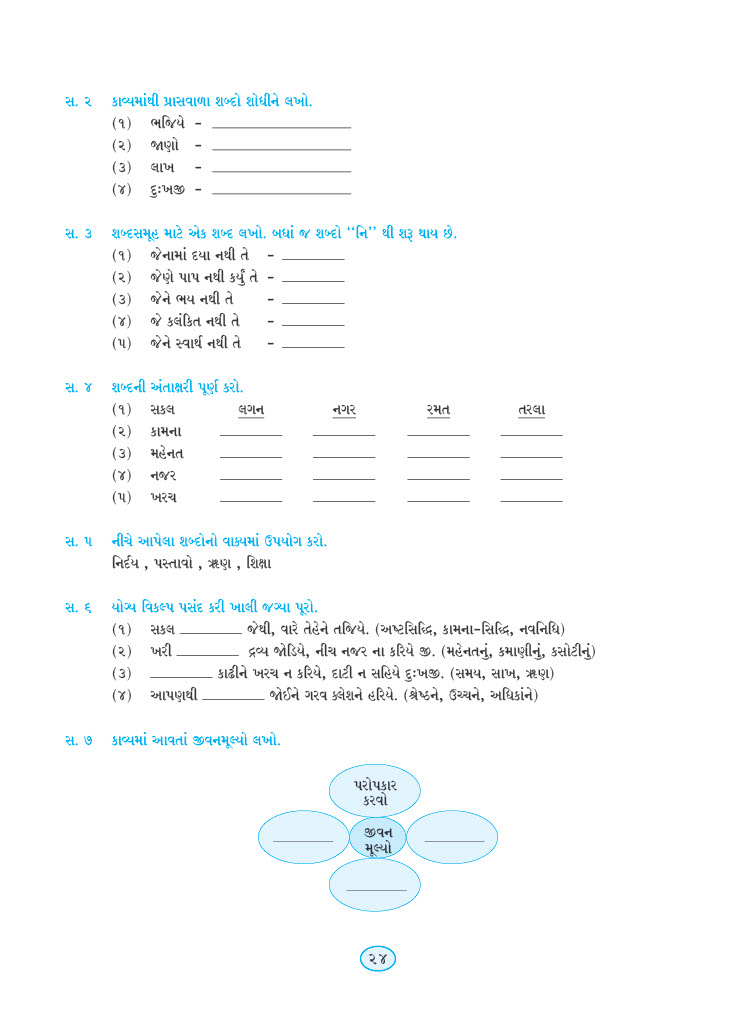 સ. ૨ કાવ્યમાંથી પ્રાસવાળા શબ્દો શોધીને લખો.
(૧) ભજિયે – ____________
(૨) જાણો – ____________
(૩) લાખ – ____________
(૪) દુઃખજી – ____________
સ. ૩ શબ્દસમૂહ માટે એક શબ્દ લખો. બધાં જ શબ્દો ‘‘નિ’’ થી શરૂ થાય છે.
(૧) જેનામાં દયા નથી તે – ________
(૨) જેણે પાપ નથી કર્યું તે – ________
(૩) જેને ભય નથી તે – ________
(૪) જે કલંકિત નથી તે – ________
(૫) જેને સ્વાર્થ નથી તે – ________
સ. ૪ શબ્દની અંતાક્ષરી પૂર્ણ કરો.
(૧) સકલ લગન નગર રમત તરલા
(૨) કામના ________ ________ ________ ________
(૩) મહેનત ________ ________ ________ ________
(૪) નજર ________ ________ ________ ________
(૫) ખરચ ________ ________ ________ ________
સ. ૫ નીચે આપેલા શબ્દોનો વાક્યમાં ઉપયોગ કરો.
નિર્દય , પસ્તાવો , ઋણ , શિક્ષા
સ. ૬ યોગ્ય વિકલ્પ પસંદ કરી ખાલી જગ્યા પૂરો.
(૧) સકલ ________ જેથી, વારે તેહેને તજિયે. (અષ્ટસિદ્ધિ, કામના-સિદ્ધિ, નવનિધિ)
(૨) ખરી ________ દ્રવ્ય જોડિયે, નીચ નજર ના કરિયે જી. (મહેનતનું, કમાણીનું, કસોટીનું)
(૩) ________ કાઢીને ખરચ ન કરિયે, દાટી ન સહિયે દુઃખજી. (સમય, સાખ, ઋણ)
(૪) આપણથી ________ જોઈને ગરવ ક્લેશને હરિયે. (શ્રેષ્ઠને, ઉચ્ચને, અધિકાંને)
સ. ૭ કાવ્યમાં આવતાં જીવનમૂલ્યો લખો.
પરોપકાર
કરવો
________ જીવન ________
મૂલ્યો
________
૨૪